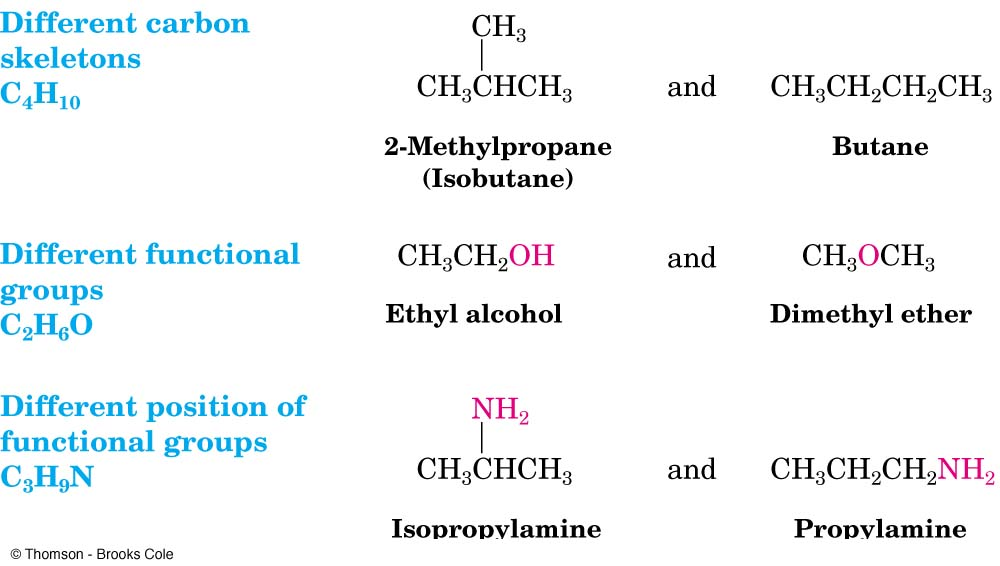 Different carbon
skeletons
C₄H₁₀
CH₃
CH₃CHCH₃ and CH₃CH₂CH₂CH₃
2-Methylpropane Butane
(Isobutane)
Different functional
groups
C₂H₆O
CH₃CH₂OH and CH₃OCH₃
Ethyl alcohol Dimethyl ether
Different position of
functional groups
C₃H₉N
NH₂
CH₃CHCH₃ and CH₃CH₂CH₂NH₂
Isopropylamine Propylamine
© Thomson - Brooks Cole